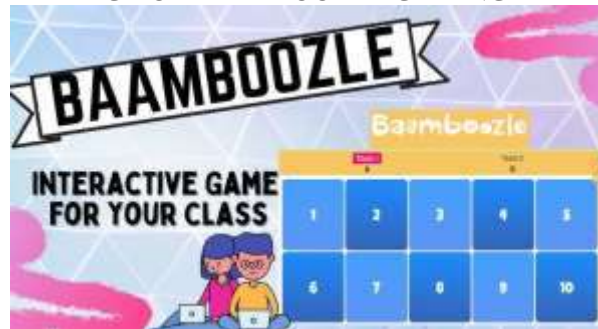 BAAMBOOZLE
Baamboozle
INTERACTIVE GAME
FOR YOUR CLASS
1 2 3 4 5
6 7 8 9 10